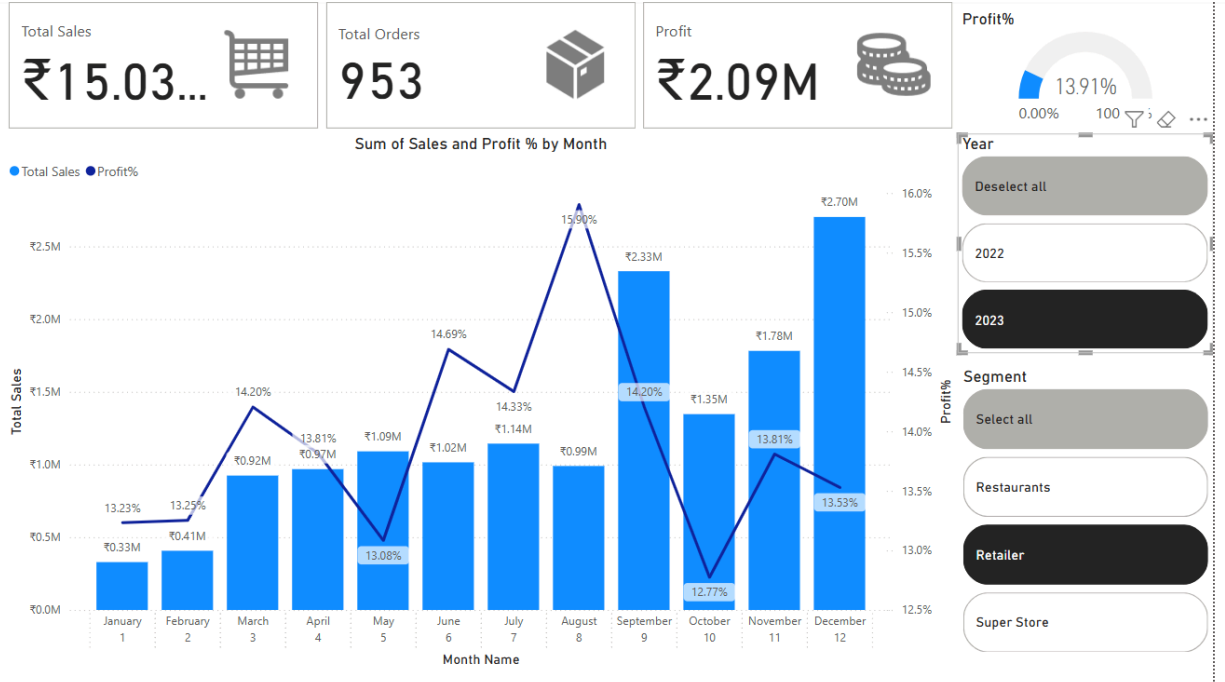 Total Sales
₹15.03...
Total Orders
953
Profit
₹2.09M
Profit%
13.91%
0.00%
100
Sum of Sales and Profit % by Month
Total Sales
Profit%
Total Sales
₹2.5M
₹2.0M
₹1.5M
₹1.0M
₹0.5M
₹0.0M
16.0%
15.5%
15.0%
14.5%
14.0%
13.5%
13.0%
12.5%
Profit%
13.23%
13.25%
14.20%
13.81%
13.08%
14.69%
14.33%
15.90%
14.20%
12.77%
13.81%
13.53%
₹0.33M
₹0.41M
₹0.92M
₹0.97M
₹1.09M
₹1.02M
₹1.14M
₹0.99M
₹2.33M
₹1.35M
₹1.78M
₹2.70M
January February March April May June July August September October November December
1 2 3 4 5 6 7 8 9 10 11 12
Month Name
Year
Deselect all
2022
2023
Segment
Select all
Restaurants
Retailer
Super Store